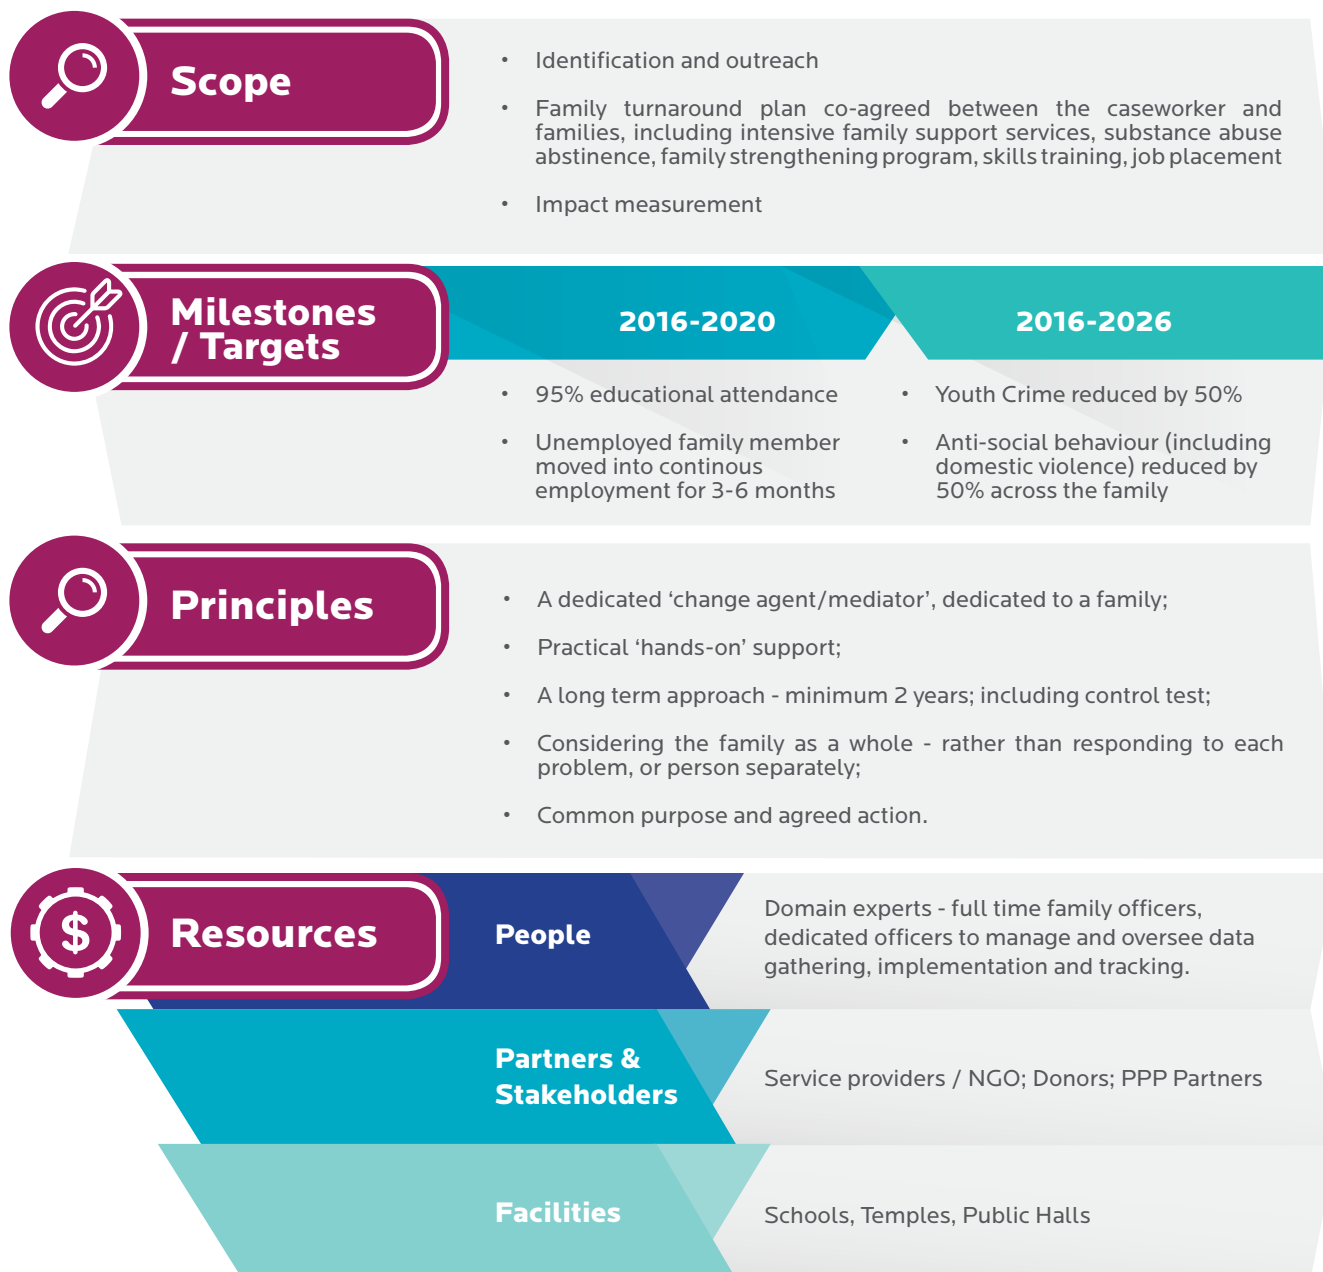 Scope
• Identification and outreach
• Family turnaround plan co-agreed between the caseworker and
families, including intensive family support services, substance abuse
abstinence, family strengthening program, skills training, job placement
• Impact measurement
Milestones
/ Targets
2016-2020
• 95% educational attendance
• Unemployed family member
moved into continous
employment for 3-6 months
2016-2026
• Youth Crime reduced by 50%
• Anti-social behaviour (including
domestic violence) reduced by
50% across the family
Principles
• A dedicated ‘change agent/mediator’, dedicated to a family;
• Practical ‘hands-on’ support;
• A long term approach - minimum 2 years; including control test;
• Considering the family as a whole - rather than responding to each
problem, or person separately;
• Common purpose and agreed action.
Resources
$
People
Domain experts - full time family officers,
dedicated officers to manage and oversee data
gathering, implementation and tracking.
Partners &
Stakeholders
Service providers / NGO; Donors; PPP Partners
Facilities
Schools, Temples, Public Halls